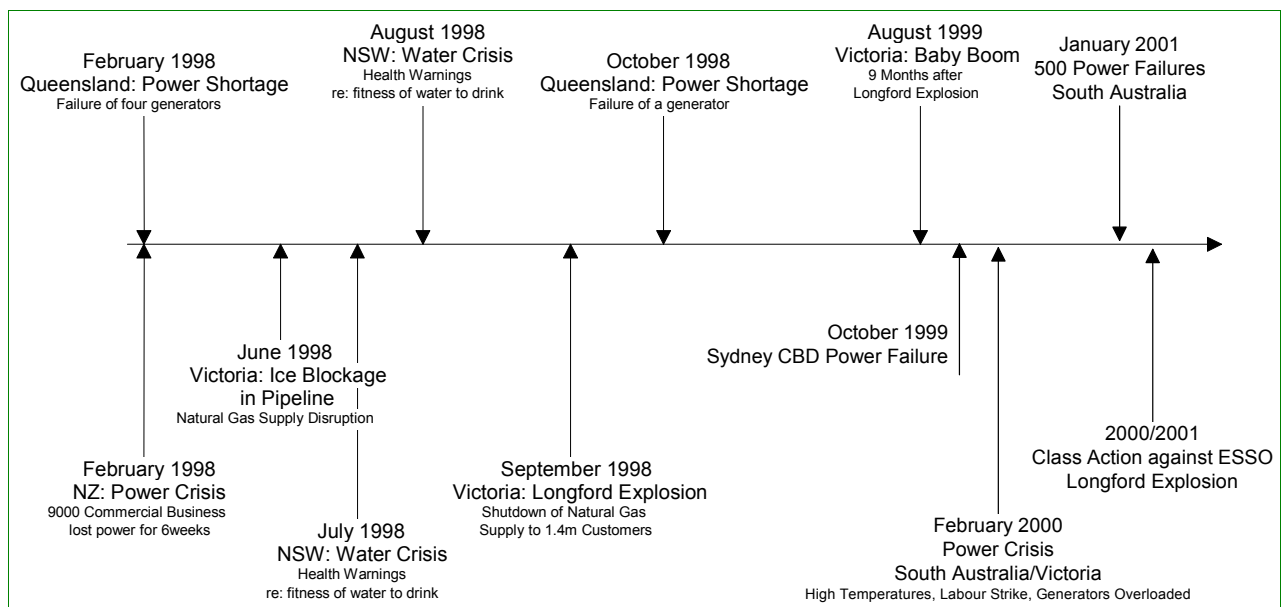 February 1998
Queensland: Power Shortage
Failure of four generators
August 1998
NSW: Water Crisis
Health Warnings
re: fitness of water to drink
October 1998
Queensland: Power Shortage
Failure of a generator
August 1999
Victoria: Baby Boom
9 Months after
Longford Explosion
January 2001
500 Power Failures
South Australia
February 1998
NZ: Power Crisis
9000 Commercial Business
lost power for 6weeks
June 1998
Victoria: Ice Blockage
in Pipeline
Natural Gas Supply Disruption
July 1998
NSW: Water Crisis
Health Warnings
re: fitness of water to drink
September 1998
Victoria: Longford Explosion
Shutdown of Natural Gas
Supply to 1.4m Customers
October 1999
Sydney CBD Power Failure
February 2000
Power Crisis
South Australia/Victoria
High Temperatures, Labour Strike, Generators Overloaded
2000/2001
Class Action against ESSO
Longford Explosion